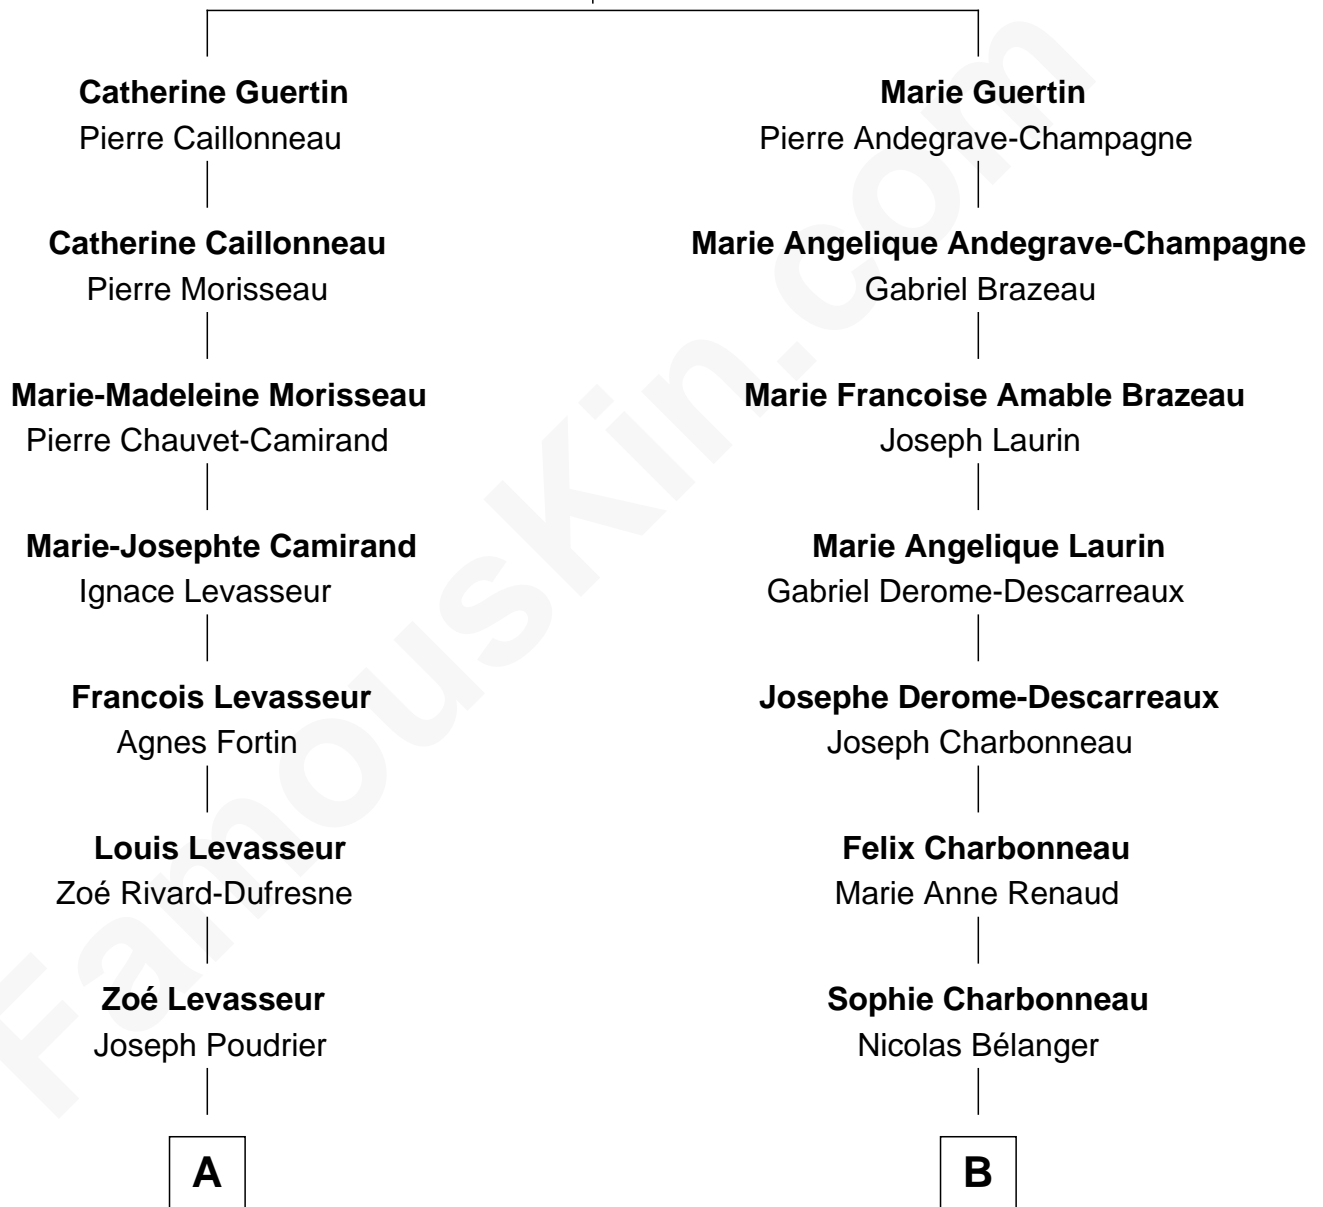 Catherine Guertin
Pierre Caillonneau
Catherine Caillonneau
Pierre Morisseau
Marie-Madeleine Morisseau
Pierre Chauvet-Camirand
Marie-Josephte Camirand
Ignace Levasseur
Francois Levasseur
Agnes Fortin
Louis Levasseur
Zoé Rivard-Dufresne
Zoé Levasseur
Joseph Poudrier
A
Marie Guertin
Pierre Andegrave-Champagne
Marie Angelique Andegrave-Champagne
Gabriel Brazeau
Marie Francoise Amable Brazeau
Joseph Laurin
Marie Angelique Laurin
Gabriel Derome-Descarreaux
Josephe Derome-Descarreaux
Joseph Charbonneau
Felix Charbonneau
Marie Anne Renaud
Sophie Charbonneau
Nicolas Bélanger
B
FamousKin.com